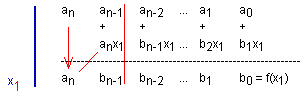 aₙ aₙ₋₁ aₙ₋₂ ... a₁ a₀
+ + + +
aₙx₁ bₙ₋₁x₁ ... b₂x₁ b₁x₁
x₁ aₙ bₙ₋₁ bₙ₋₂ ... b₁ b₀ = f(x₁)